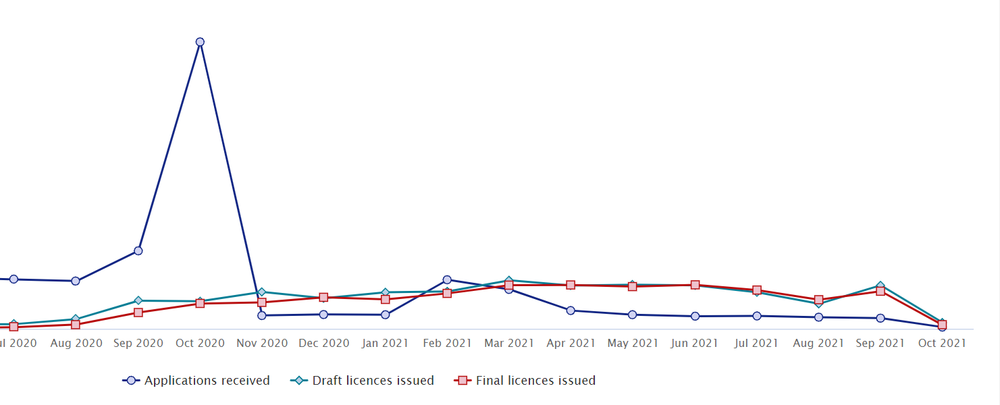 ul 2020 Aug 2020 Sep 2020 Oct 2020 Nov 2020 Dec 2020 Jan 2021 Feb 2021 Mar 2021 Apr 2021 May 2021 Jun 2021 Jul 2021 Aug 2021 Sep 2021 Oct 2021
Applications received Draft licences issued Final licences issued